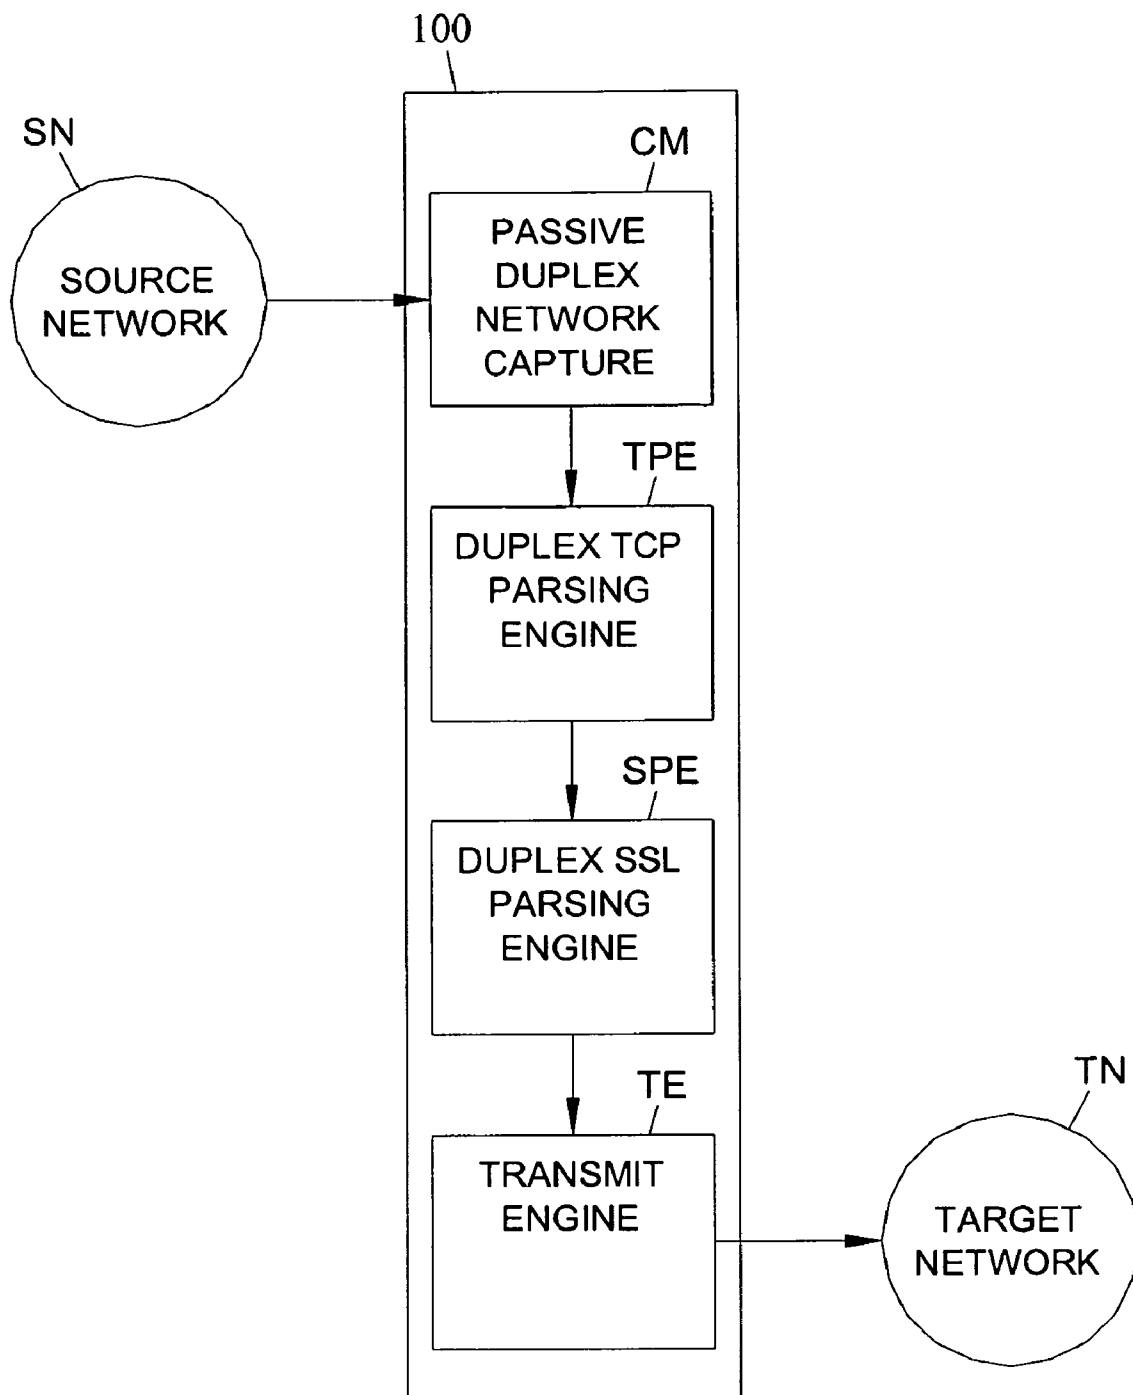 100
SN
CM
SOURCE
NETWORK
PASSIVE
DUPLEX
NETWORK
CAPTURE
TPE
DUPLEX TCP
PARSING
ENGINE
SPE
DUPLEX SSL
PARSING
ENGINE
TE
TRANSMIT
ENGINE
TN
TARGET
NETWORK